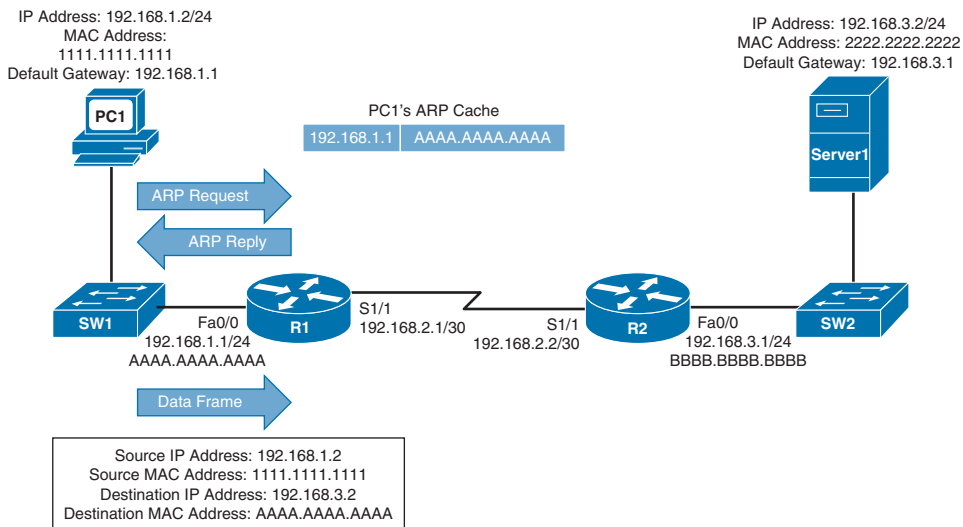 IP Address: 192.168.1.2/24
MAC Address:
1111.1111.1111
Default Gateway: 192.168.1.1
PC1
PC1's ARP Cache
192.168.1.1 AAAA.AAAA.AAAA
IP Address: 192.168.3.2/24
MAC Address: 2222.2222.2222
Default Gateway: 192.168.3.1
Server1
ARP Request
ARP Reply
SW1
Fa0/0
192.168.1.1/24
AAAA.AAAA.AAAA
R1
S1/1
192.168.2.1/30
S1/1
192.168.2.2/30
R2
Fa0/0
192.168.3.1/24
BBBB.BBBB.BBBB
SW2
Data Frame
Source IP Address: 192.168.1.2
Source MAC Address: 1111.1111.1111
Destination IP Address: 192.168.3.2
Destination MAC Address: AAAA.AAAA.AAAA